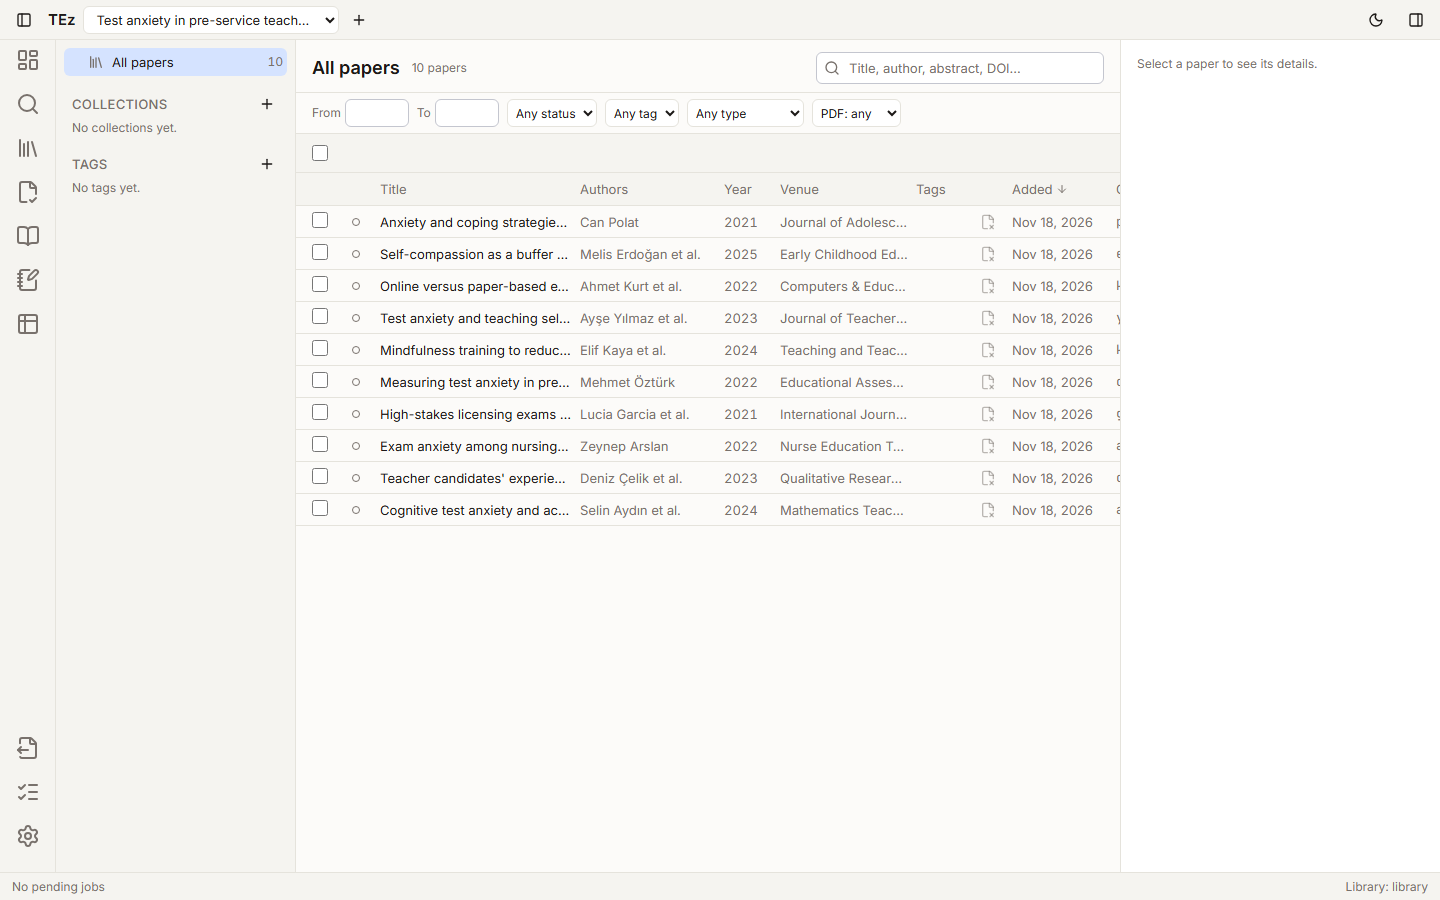 TEz Test anxiety in pre-service teach...
All papers 10
COLLECTIONS
No collections yet.
TAGS
No tags yet.
All papers 10 papers Title, author, abstract, DOI...
From To Any status Any tag Any type PDF: any
Title Authors Year Venue Tags Added
Anxiety and coping strategie... Can Polat 2021 Journal of Adolesc... Nov 18, 2026
Self-compassion as a buffer ... Melis Erdoğan et al. 2025 Early Childhood Ed... Nov 18, 2026
Online versus paper-based e... Ahmet Kurt et al. 2022 Computers & Educ... Nov 18, 2026
Test anxiety and teaching sel... Ayşe Yılmaz et al. 2023 Journal of Teacher... Nov 18, 2026
Mindfulness training to reduc... Elif Kaya et al. 2024 Teaching and Teac... Nov 18, 2026
Measuring test anxiety in pre... Mehmet Öztürk 2022 Educational Asses... Nov 18, 2026
High-stakes licensing exams ... Lucia Garcia et al. 2021 International Journ... Nov 18, 2026
Exam anxiety among nursing... Zeynep Arslan 2022 Nurse Education T... Nov 18, 2026
Teacher candidates' experie... Deniz Çelik et al. 2023 Qualitative Resear... Nov 18, 2026
Cognitive test anxiety and ac... Selin Aydın et al. 2024 Mathematics Teac... Nov 18, 2026
Select a paper to see its details.
No pending jobs
Library: library